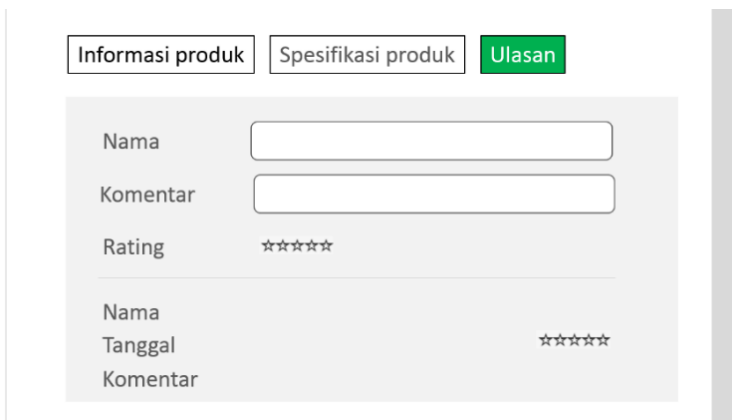 Informasi produk Spesifikasi produk Ulasan
Nama
Komentar
Rating ☆☆☆☆☆
Nama
Tanggal ☆☆☆☆☆
Komentar